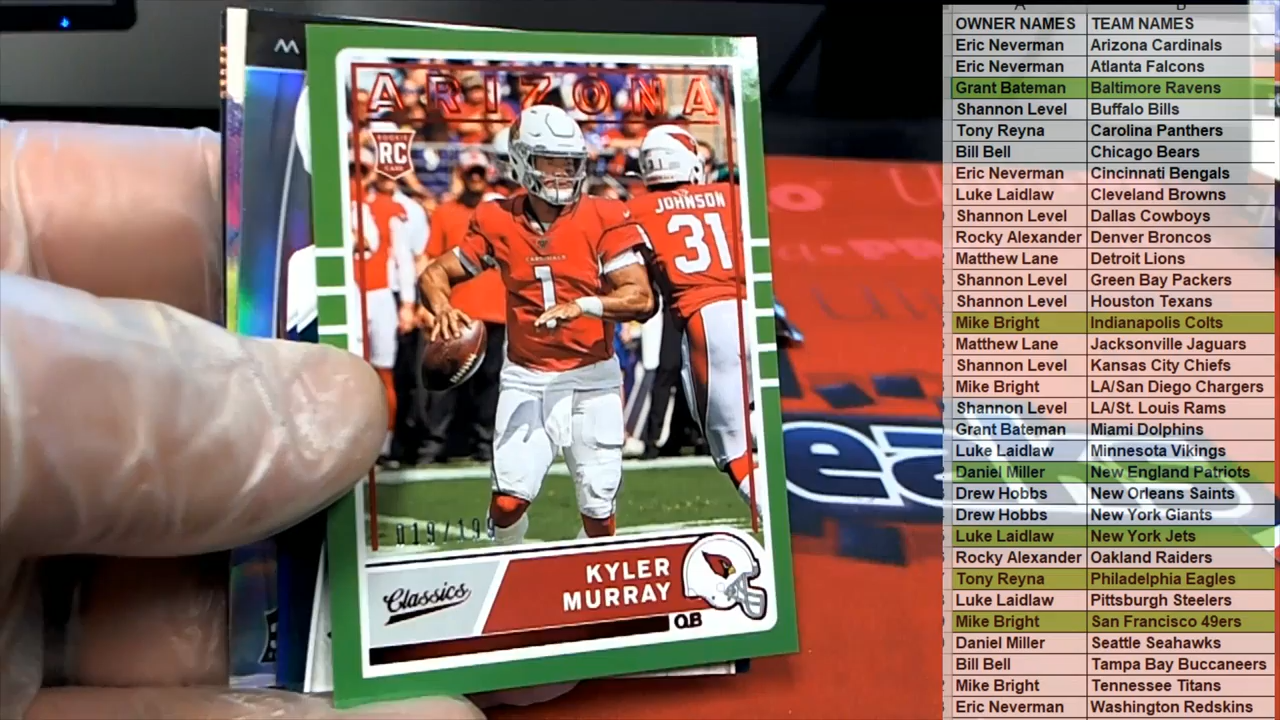 ARIZONA
ROOKIE
RC
CARD
JOHNSON
31
CARDINALS
1
019/199
Classics
KYLER
MURRAY
QB
OWNER NAMES TEAM NAMES
Eric Neverman Arizona Cardinals
Eric Neverman Atlanta Falcons
Grant Bateman Baltimore Ravens
Shannon Level Buffalo Bills
Tony Reyna Carolina Panthers
Bill Bell Chicago Bears
Eric Neverman Cincinnati Bengals
Luke Laidlaw Cleveland Browns
Shannon Level Dallas Cowboys
Rocky Alexander Denver Broncos
Matthew Lane Detroit Lions
Shannon Level Green Bay Packers
Shannon Level Houston Texans
Mike Bright Indianapolis Colts
Matthew Lane Jacksonville Jaguars
Shannon Level Kansas City Chiefs
Mike Bright LA/San Diego Chargers
Shannon Level LA/St. Louis Rams
Grant Bateman Miami Dolphins
Luke Laidlaw Minnesota Vikings
Daniel Miller New England Patriots
Drew Hobbs New Orleans Saints
Drew Hobbs New York Giants
Luke Laidlaw New York Jets
Rocky Alexander Oakland Raiders
Tony Reyna Philadelphia Eagles
Luke Laidlaw Pittsburgh Steelers
Mike Bright San Francisco 49ers
Daniel Miller Seattle Seahawks
Bill Bell Tampa Bay Buccaneers
Mike Bright Tennessee Titans
Eric Neverman Washington Redskins